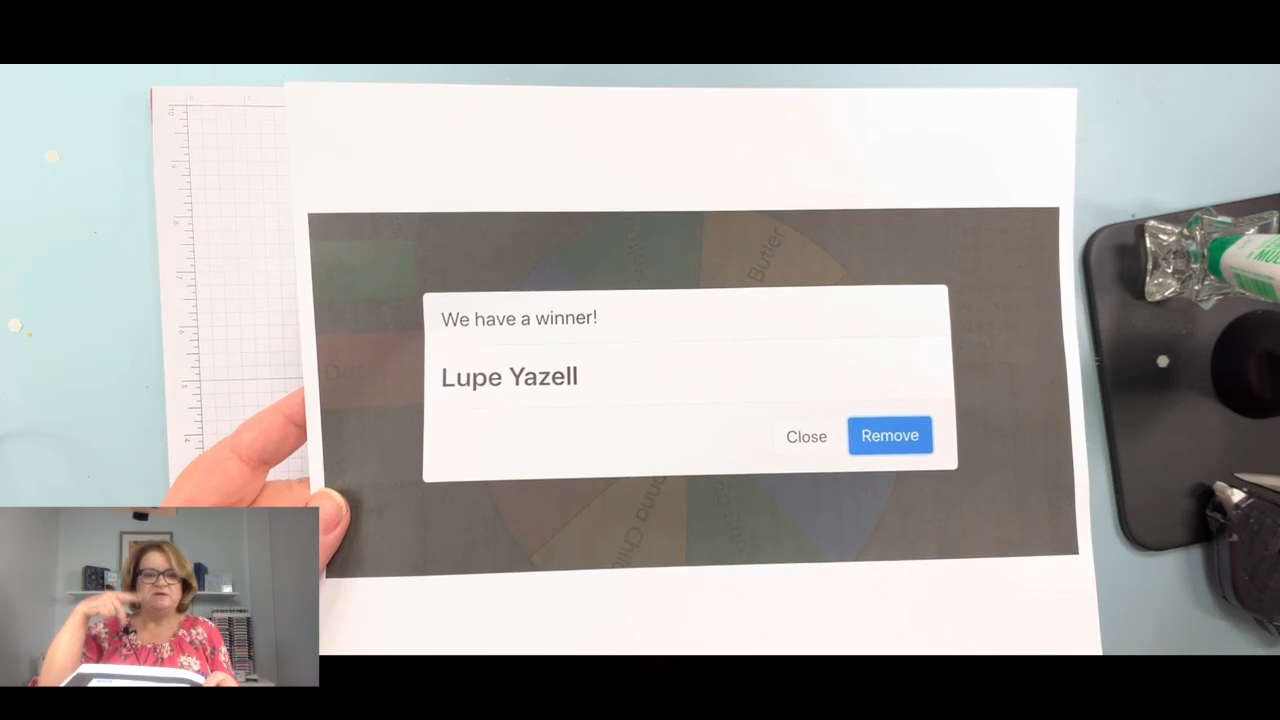 Butler
We have a winner!
Lupe Yazell
Close
Remove